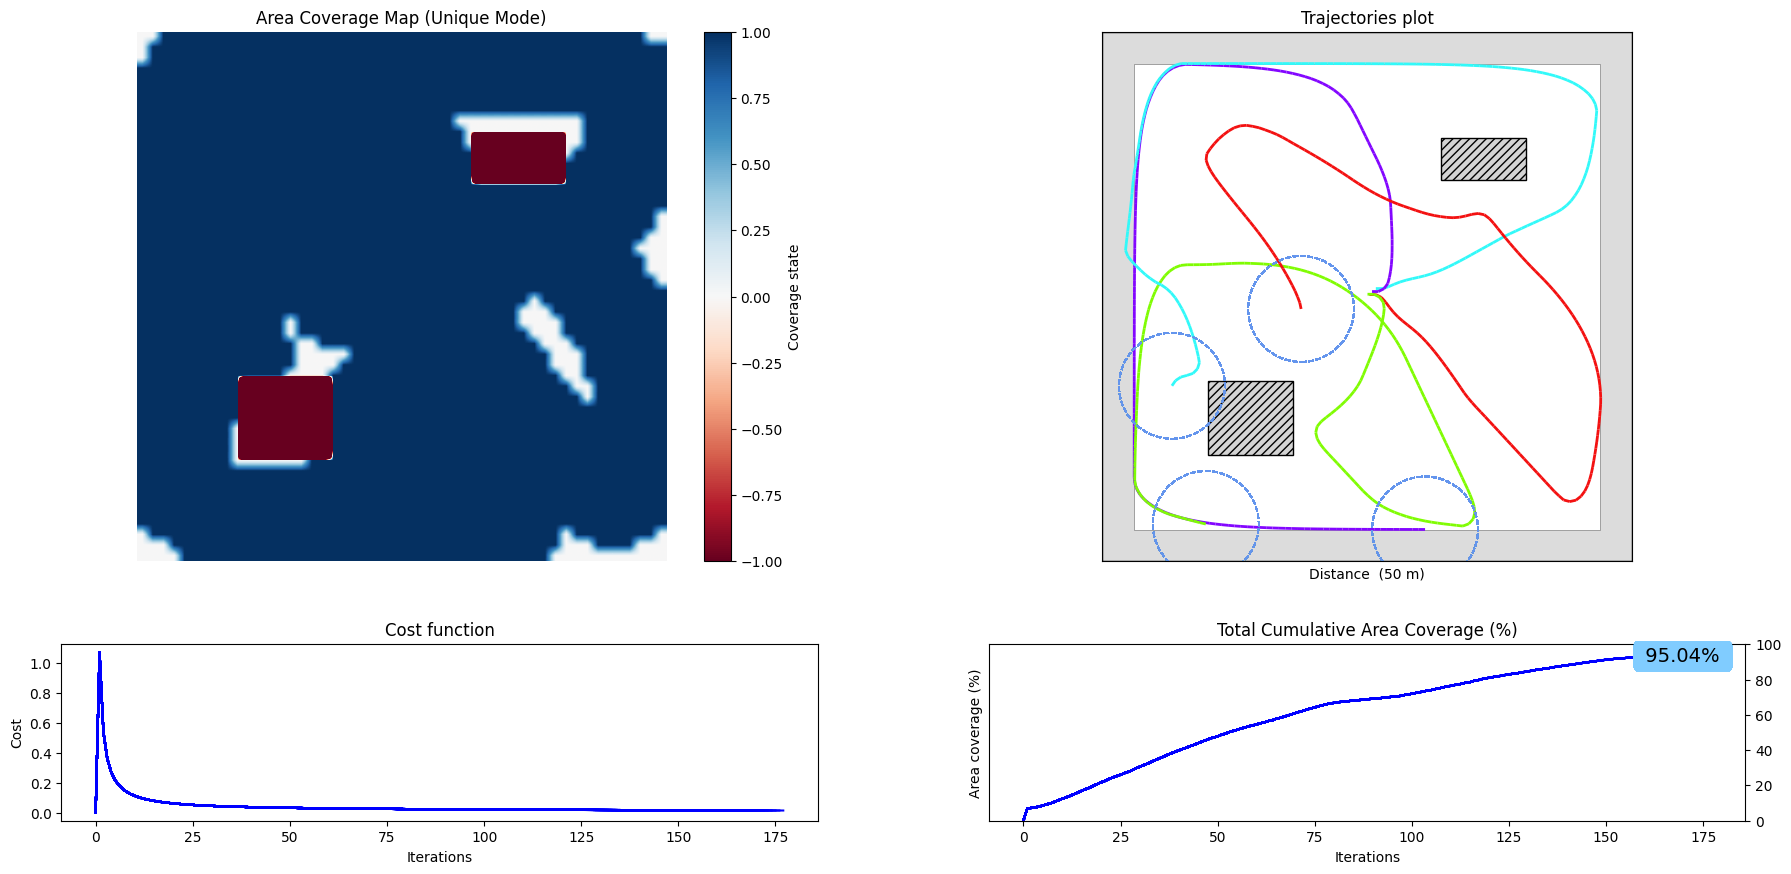 Area Coverage Map (Unique Mode)
1.00
0.75
0.50
0.25
0.00
−0.25
−0.50
−0.75
−1.00
Coverage state
Trajectories plot
Distance  (50 m)
Cost function
1.0
0.8
0.6
0.4
0.2
0.0
Cost
0 25 50 75 100 125 150 175
Iterations
Total Cumulative Area Coverage (%)
95.04%
Area coverage (%)
100
80
60
40
20
0
0 25 50 75 100 125 150 175
Iterations